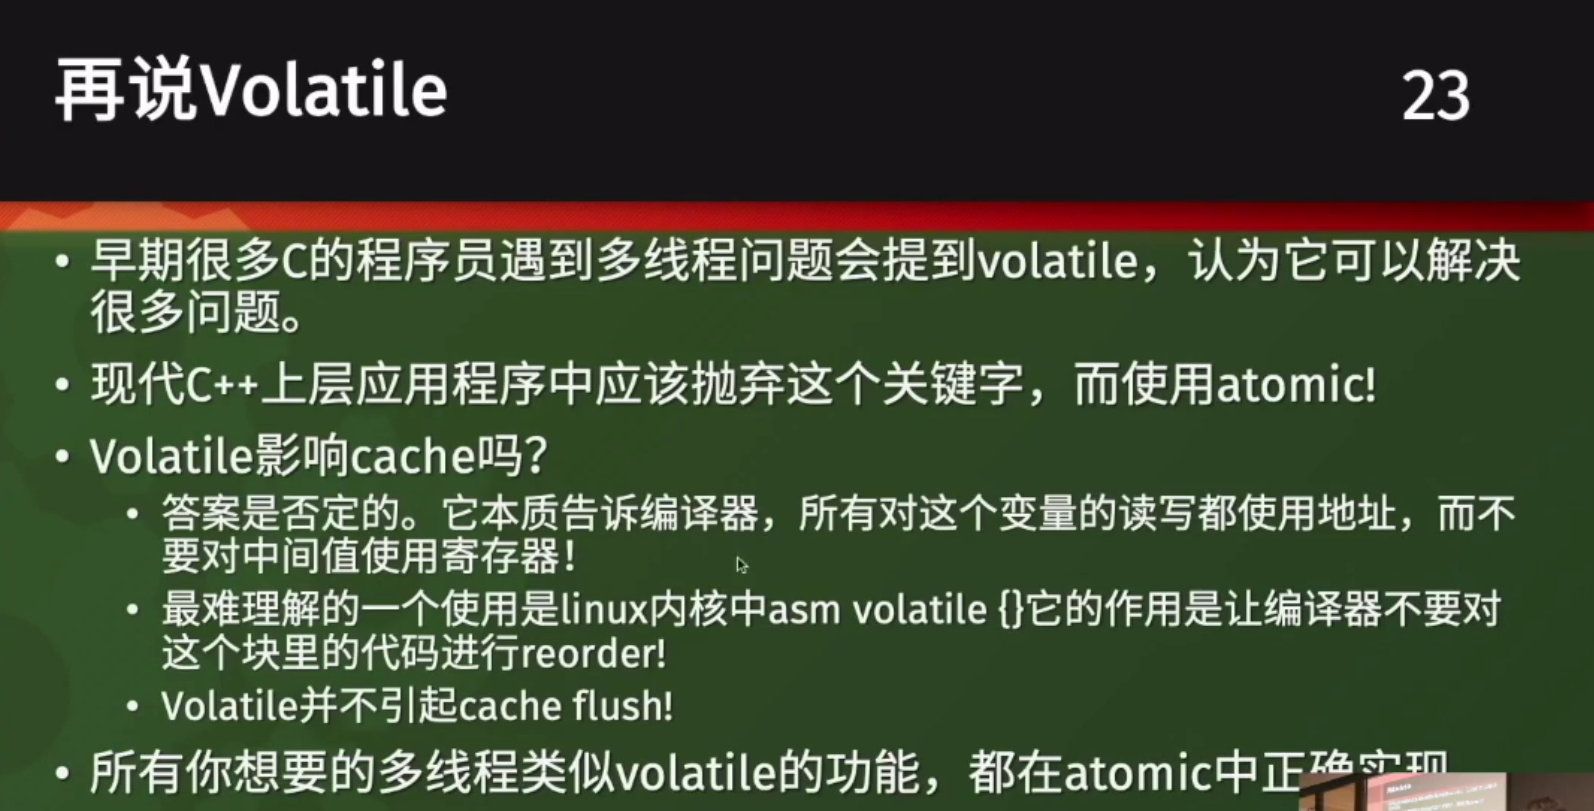 再说Volatile
23
• 早期很多C的程序员遇到多线程问题会提到volatile，认为它可以解决
很多问题。
• 现代C++上层应用程序中应该抛弃这个关键字，而使用atomic!
• Volatile影响cache吗？
• 答案是否定的。它本质告诉编译器，所有对这个变量的读写都使用地址，而不
要对中间值使用寄存器！
• 最难理解的一个使用是linux内核中asm volatile {}它的作用是让编译器不要对
这个块里的代码进行reorder!
• Volatile并不引起cache flush!
• 所有你想要的多线程类似volatile的功能，都在atomic中正确实现